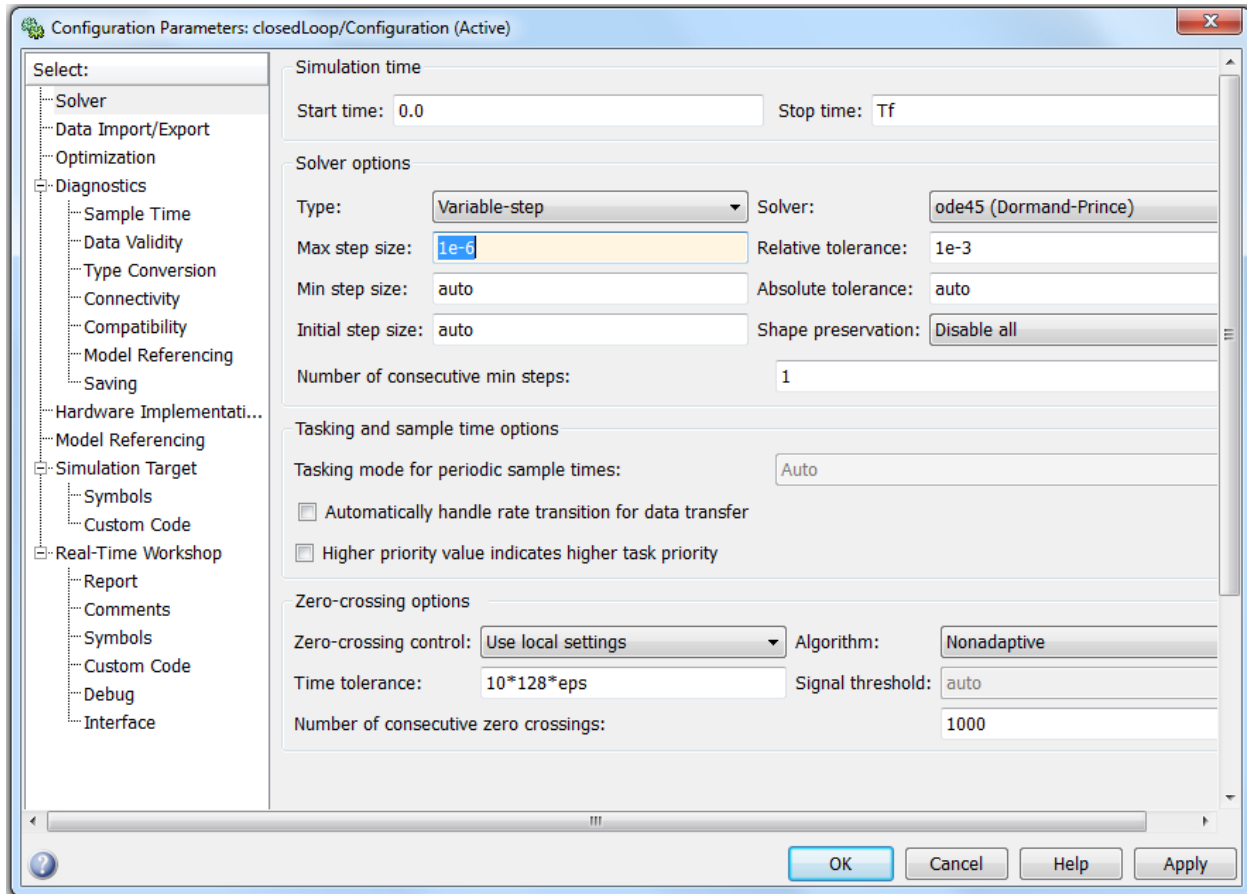 Configuration Parameters: closedLoop/Configuration (Active)
Select:
Solver
Data Import/Export
Optimization
Diagnostics
Sample Time
Data Validity
Type Conversion
Connectivity
Compatibility
Model Referencing
Saving
Hardware Implementati...
Model Referencing
Simulation Target
Symbols
Custom Code
Real-Time Workshop
Report
Comments
Symbols
Custom Code
Debug
Interface
Simulation time
Start time: 0.0 Stop time: Tf
Solver options
Type: Variable-step Solver: ode45 (Dormand-Prince)
Max step size: 1e-6 Relative tolerance: 1e-3
Min step size: auto Absolute tolerance: auto
Initial step size: auto Shape preservation: Disable all
Number of consecutive min steps: 1
Tasking and sample time options
Tasking mode for periodic sample times: Auto
Automatically handle rate transition for data transfer
Higher priority value indicates higher task priority
Zero-crossing options
Zero-crossing control: Use local settings Algorithm: Nonadaptive
Time tolerance: 10*128*eps Signal threshold: auto
Number of consecutive zero crossings: 1000
OK Cancel Help Apply